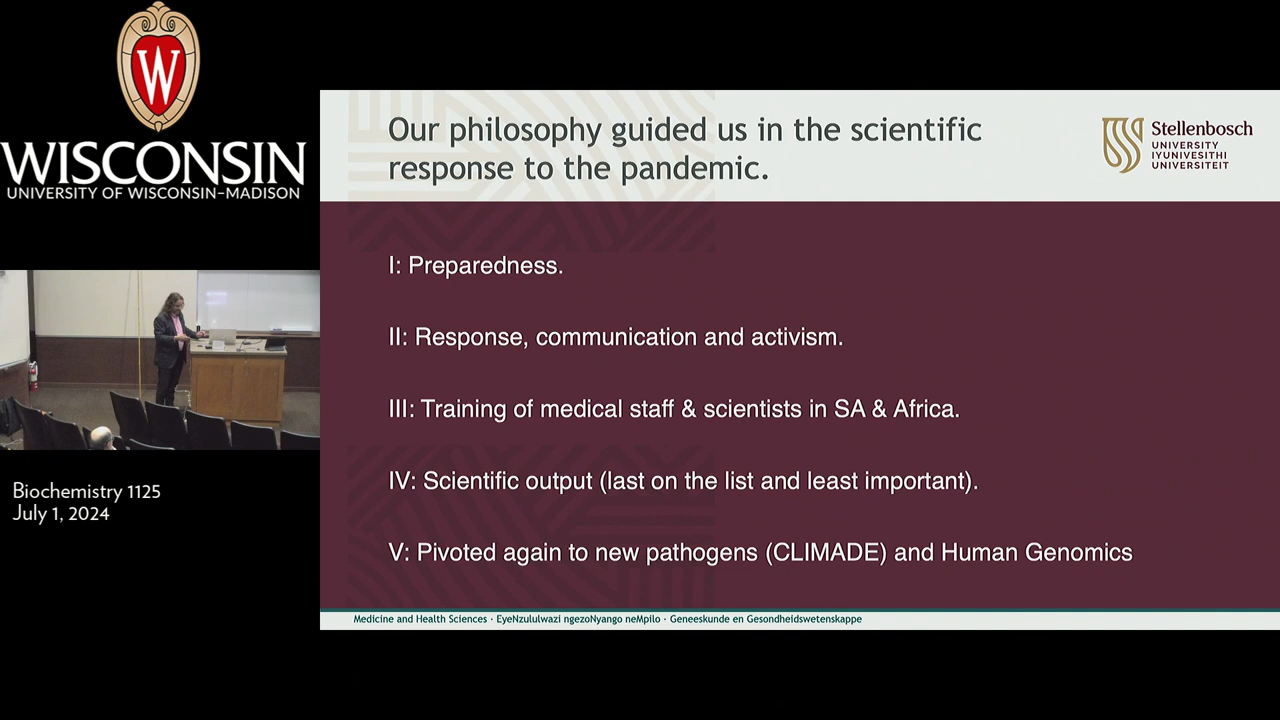 W
WISCONSIN
UNIVERSITY OF WISCONSIN–MADISON
Biochemistry 1125
July 1, 2024
Our philosophy guided us in the scientific
response to the pandemic.
Stellenbosch
UNIVERSITY
IYUNIVESITHI
UNIVERSITEIT
I: Preparedness.
II: Response, communication and activism.
III: Training of medical staff & scientists in SA & Africa.
IV: Scientific output (last on the list and least important).
V: Pivoted again to new pathogens (CLIMADE) and Human Genomics
Medicine and Health Sciences · EyeNzululwazi ngezoNyango neMpilo · Geneeskunde en Gesondheidswetenskappe